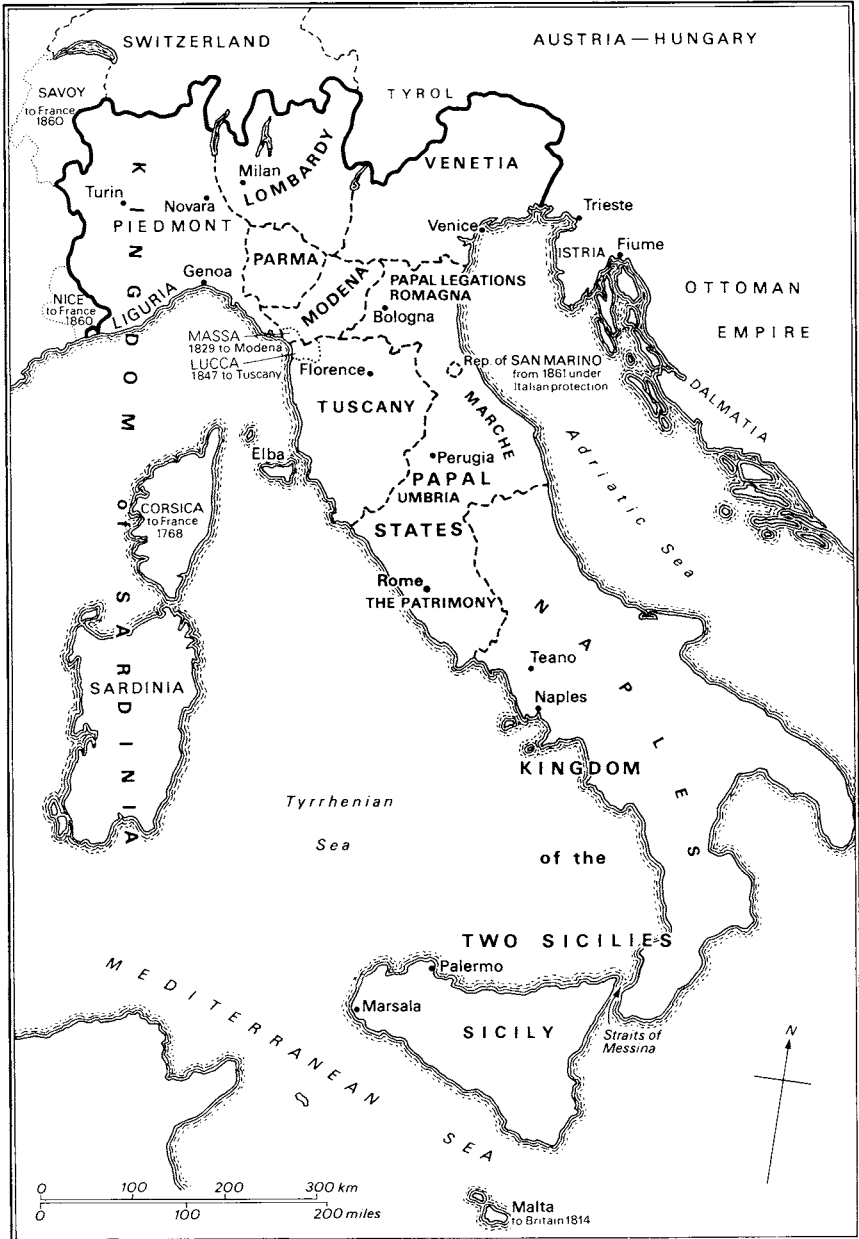 SWITZERLAND
AUSTRIA—HUNGARY
SAVOY
to France
1860
TYROL
VENETIA
LOMBARDY
Milan
Turin
Novara
PIEDMONT
KINGDOM of SARDINIA
Venice
Trieste
ISTRIA
Fiume
PARMA
MODENA
PAPAL LEGATIONS
ROMAGNA
Bologna
Genoa
LIGURIA
NICE
to France
1860
OTTOMAN
EMPIRE
MASSA
1829 to Modena
LUCCA
1847 to Tuscany
Florence
Rep. of SAN MARINO
from 1861 under
Italian protection
TUSCANY
MARCHE
DALMATIA
Adriatic Sea
Elba
Perugia
PAPAL
UMBRIA
STATES
CORSICA
to France
1768
Rome
THE PATRIMONY
NAPLES
Teano
Naples
SARDINIA
KINGDOM
of the
TWO SICILIES
Tyrrhenian
Sea
Palermo
Marsala
SICILY
Straits of
Messina
MEDITERRANEAN SEA
N
0 100 200 300 km
0 100 200 miles
Malta
to Britain 1814